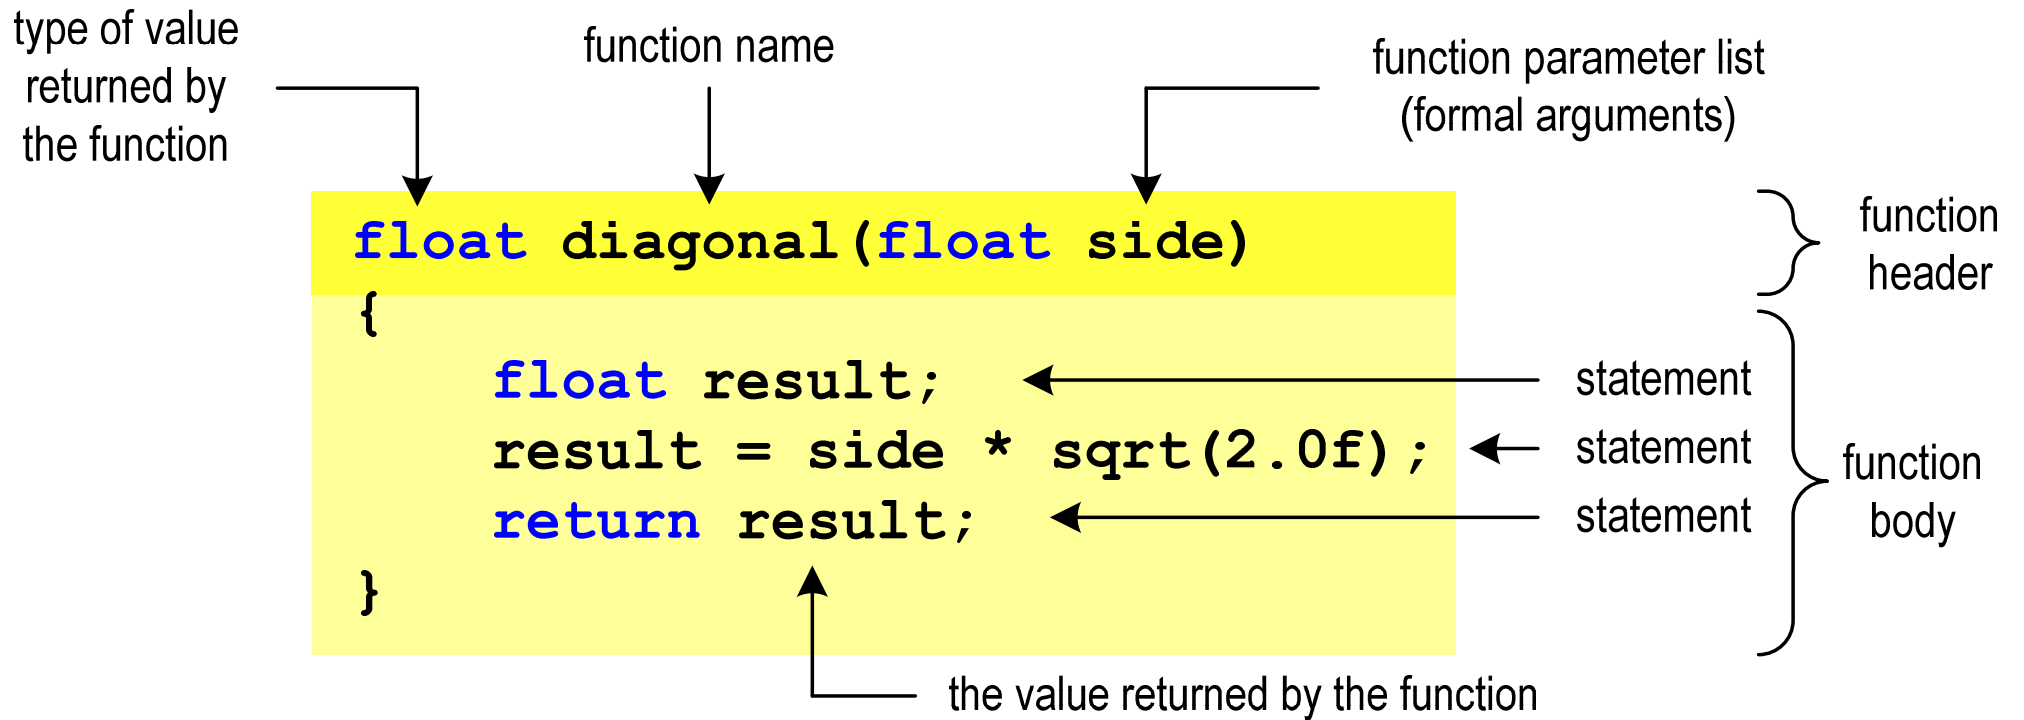 type of value
returned by
the function
function name
function parameter list
(formal arguments)
float diagonal(float side)
function
header
{
float result;
statement
result = side * sqrt(2.0f);
statement
return result;
statement
function
body
}
the value returned by the function